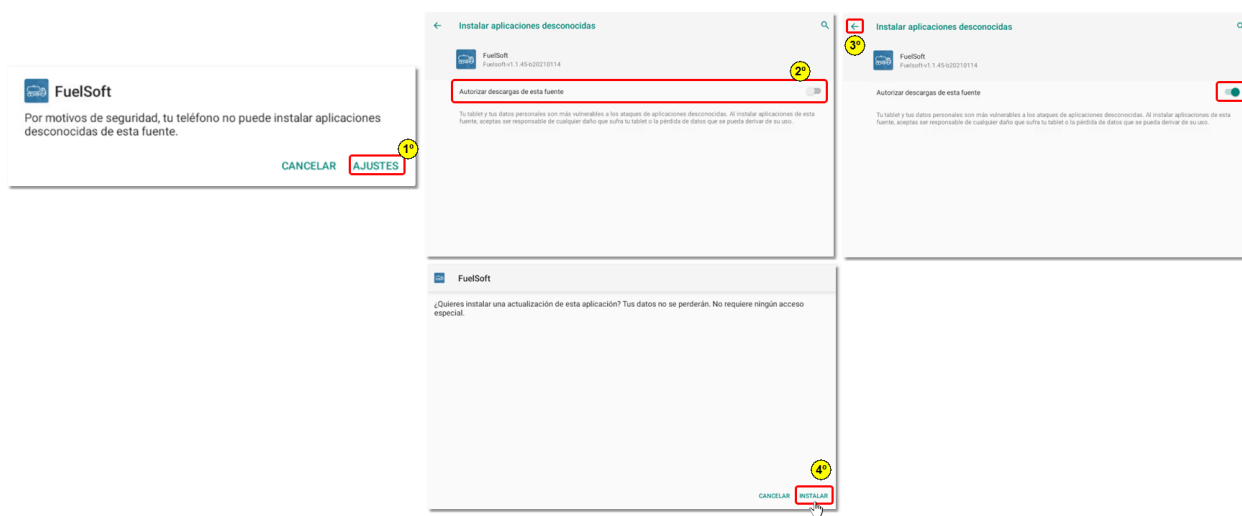 FuelSoft
Por motivos de seguridad, tu teléfono no puede instalar aplicaciones
desconocidas de esta fuente.
1º
CANCELAR AJUSTES
Instalar aplicaciones desconocidas
FuelSoft
Fuelsoft-v1.1.45-b20210114
2º
Autorizar descargas de esta fuente
Tu tablet y tus datos personales son más vulnerables a los ataques de aplicaciones desconocidas. Al instalar aplicaciones de esta
fuente, aceptas ser responsable de cualquier daño que sufra tu tablet o la pérdida de datos que se pueda derivar de su uso.
Instalar aplicaciones desconocidas
3º
FuelSoft
Fuelsoft-v1.1.45-b20210114
Autorizar descargas de esta fuente
Tu tablet y tus datos personales son más vulnerables a los ataques de aplicaciones desconocidas. Al instalar aplicaciones de esta
fuente, aceptas ser responsable de cualquier daño que sufra tu tablet o la pérdida de datos que se pueda derivar de su uso.
FuelSoft
¿Quieres instalar una actualización de esta aplicación? Tus datos no se perderán. No requiere ningún acceso
especial.
4º
CANCELAR INSTALAR